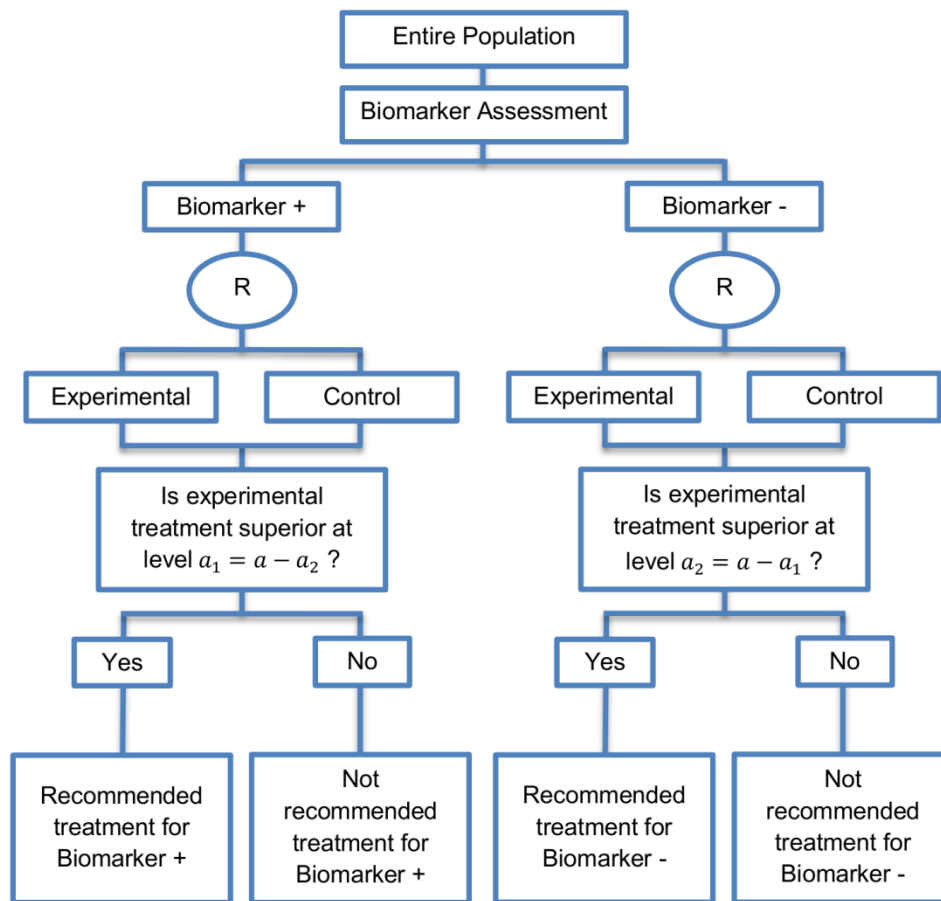 Entire Population
Biomarker Assessment
Biomarker +
Biomarker -
R
R
Experimental
Control
Experimental
Control
Is experimental
treatment superior at
level a₁ = a − a₂ ?
Is experimental
treatment superior at
level a₂ = a − a₁ ?
Yes
No
Yes
No
Recommended
treatment for
Biomarker +
Not
recommended
treatment for
Biomarker +
Recommended
treatment for
Biomarker -
Not
recommended
treatment for
Biomarker -